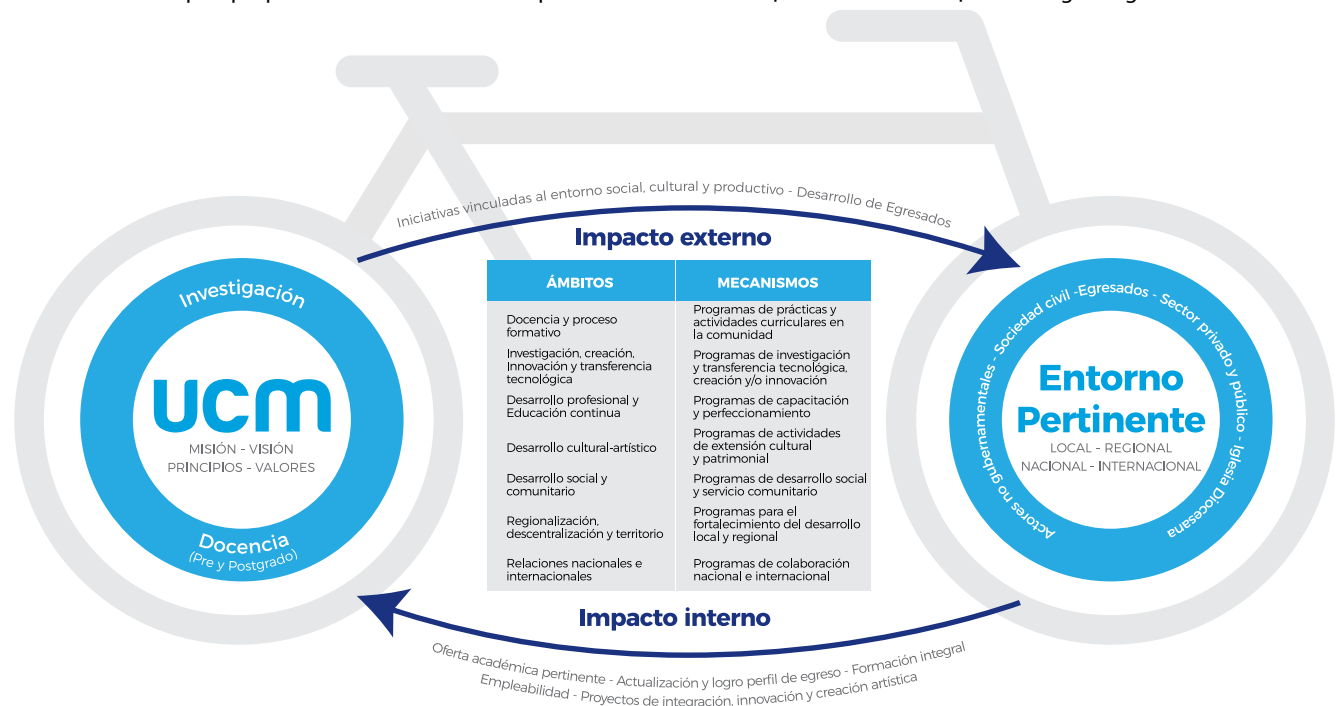 Iniciativas vinculadas al entorno social, cultural y productivo - Desarrollo de Egresados
Impacto externo
ÁMBITOS
MECANISMOS
Docencia y proceso
formativo
Programas de prácticas y
actividades curriculares en
la comunidad
Investigación, creación,
Innovación y transferencia
tecnológica
Programas de investigación
y transferencia tecnológica,
creación y/o innovación
Desarrollo profesional y
Educación continua
Programas de capacitación
y perfeccionamiento
Desarrollo cultural-artístico
Programas de actividades
de extensión cultural
y patrimonial
Desarrollo social y
comunitario
Programas de desarrollo social
y servicio comunitario
Regionalización,
descentralización y territorio
Programas para el
fortalecimiento del desarrollo
local y regional
Relaciones nacionales e
internacionales
Programas de colaboración
nacional e internacional
Investigación
ucm
MISIÓN - VISIÓN
PRINCIPIOS - VALORES
Docencia
(Pre y Postgrado)
Actores no gubernamentales - Sociedad civil -Egresados - Sector privado y público - Iglesia Diocesana
Entorno
Pertinente
LOCAL - REGIONAL
NACIONAL - INTERNACIONAL
Impacto interno
Oferta académica pertinente - Actualización y logro perfil de egreso - Formación integral
Empleabilidad - Proyectos de integración, innovación y creación artística